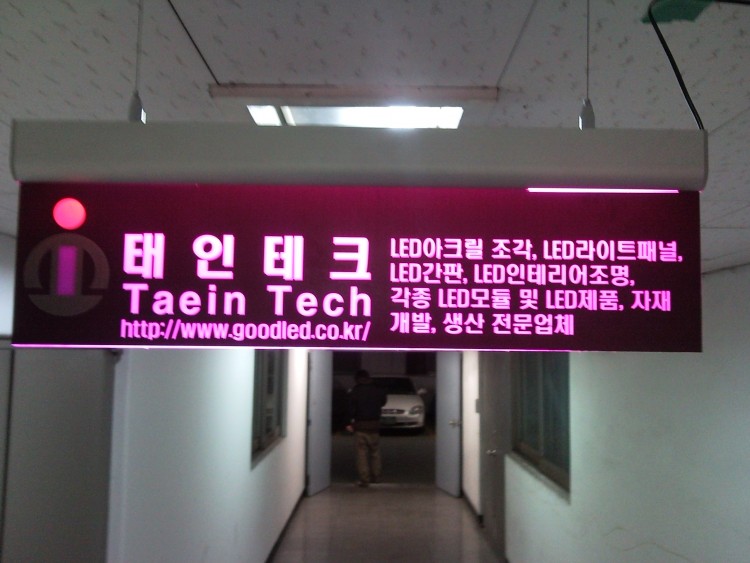 태인테크
Taein Tech
http://www.goodled.co.kr/
LED아크릴 조각, LED라이트패널,
LED간판, LED인테리어조명,
각종 LED모듈 및 LED제품, 자재
개발, 생산 전문업체